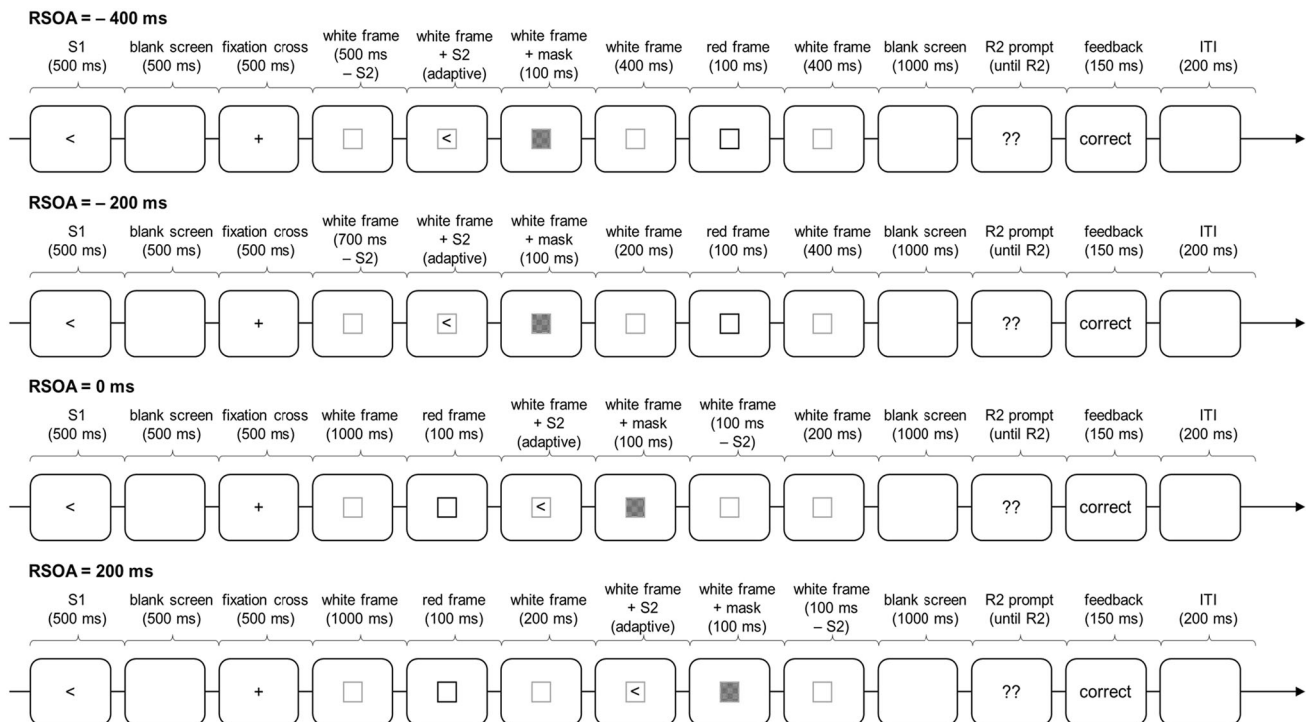 RSOA = – 400 ms
S1 blank screen fixation cross white frame white frame white frame white frame red frame white frame blank screen R2 prompt feedback ITI
(500 ms) (500 ms) (500 ms) (500 ms + S2 + mask (400 ms) (100 ms) (400 ms) (1000 ms) (until R2) (150 ms) (200 ms)
– S2) (adaptive) (100 ms)
< + < ?? correct
RSOA = – 200 ms
S1 blank screen fixation cross white frame white frame white frame white frame red frame white frame blank screen R2 prompt feedback ITI
(500 ms) (500 ms) (500 ms) (700 ms + S2 + mask (200 ms) (100 ms) (400 ms) (1000 ms) (until R2) (150 ms) (200 ms)
– S2) (adaptive) (100 ms)
< + < ?? correct
RSOA = 0 ms
S1 blank screen fixation cross white frame red frame white frame white frame white frame white frame blank screen R2 prompt feedback ITI
(500 ms) (500 ms) (500 ms) (1000 ms) (100 ms) + S2 + mask (100 ms (200 ms) (1000 ms) (until R2) (150 ms) (200 ms)
(adaptive) (100 ms) – S2)
< + < ?? correct
RSOA = 200 ms
S1 blank screen fixation cross white frame red frame white frame white frame white frame white frame blank screen R2 prompt feedback ITI
(500 ms) (500 ms) (500 ms) (1000 ms) (100 ms) (200 ms) + S2 + mask (100 ms (1000 ms) (until R2) (150 ms) (200 ms)
(adaptive) (100 ms) – S2)
< + < ?? correct